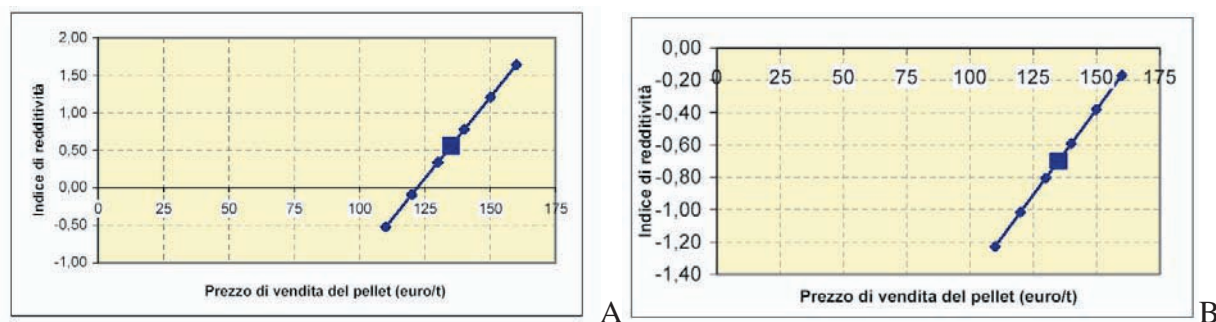 2,00
1,50
1,00
0,50
0,00
-0,50
-1,00
0 25 50 75 100 125 150 175
Indice di redditività
Prezzo di vendita del pellet (euro/t)
A
0,00
-0,20
-0,40
-0,60
-0,80
-1,00
-1,20
-1,40
0 25 50 75 100 125 150 175
Indice di redditività
Prezzo di vendita del pellet (euro/t)
B